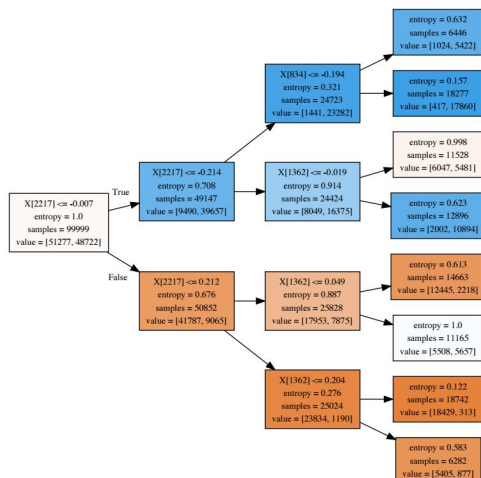 X[2217] <= -0.007
entropy = 1.0
samples = 99999
value = [51277, 48722]
True
False
X[2217] <= -0.214
entropy = 0.708
samples = 49147
value = [9490, 39657]
X[2217] <= 0.212
entropy = 0.676
samples = 50852
value = [41787, 9065]
X[834] <= -0.194
entropy = 0.321
samples = 24723
value = [1441, 23282]
X[1362] <= -0.019
entropy = 0.914
samples = 24424
value = [8049, 16375]
X[1362] <= 0.049
entropy = 0.887
samples = 25828
value = [17953, 7875]
X[1362] <= 0.204
entropy = 0.276
samples = 25024
value = [23834, 1190]
entropy = 0.632
samples = 6446
value = [1024, 5422]
entropy = 0.157
samples = 18277
value = [417, 17860]
entropy = 0.998
samples = 11528
value = [6047, 5481]
entropy = 0.623
samples = 12896
value = [2002, 10894]
entropy = 0.613
samples = 14663
value = [12445, 2218]
entropy = 1.0
samples = 11165
value = [5508, 5657]
entropy = 0.122
samples = 18742
value = [18429, 313]
entropy = 0.583
samples = 6282
value = [5405, 877]